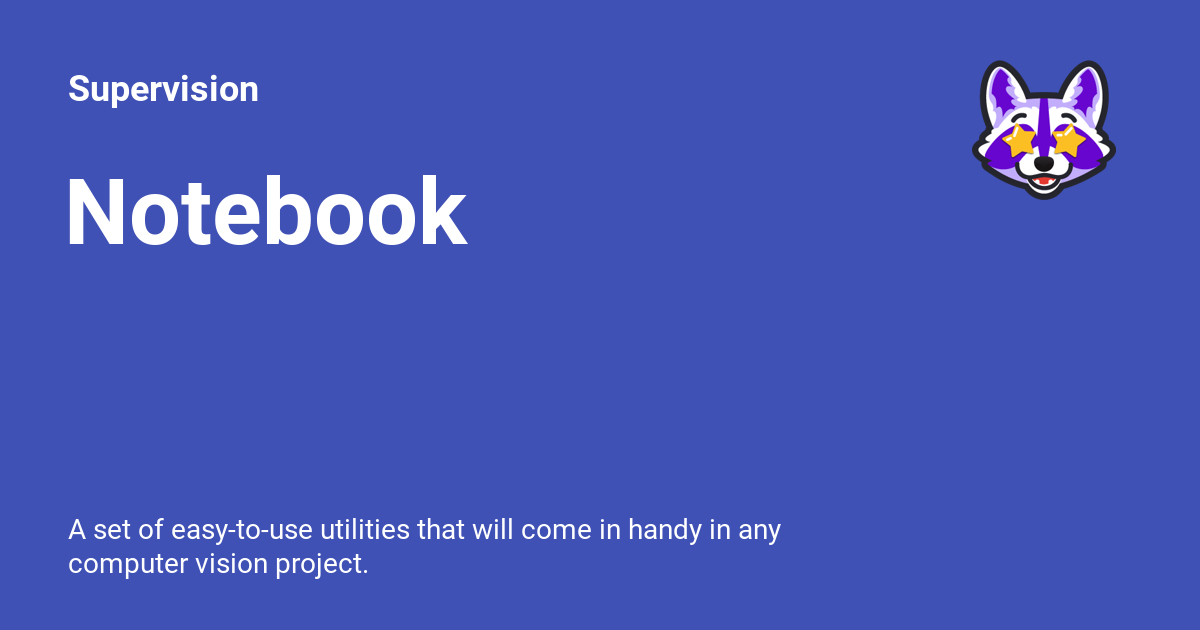 Supervision
Notebook
A set of easy-to-use utilities that will come in handy in any
computer vision project.